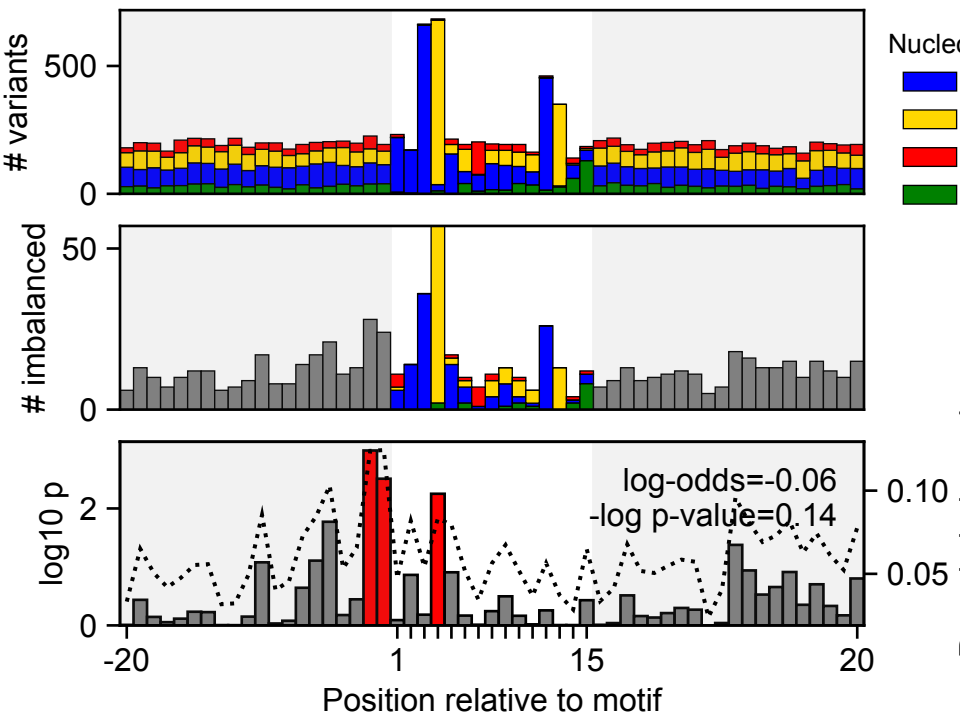 # variants
500
0
Nucleo
# imbalanced
50
0
log10 p
2
0
log-odds=-0.06
-log p-value=0.14
0.10
0.05
-20
1
15
20
Position relative to motif